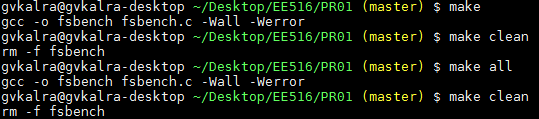 gvkalra@gvkalra-desktop ~/Desktop/EE516/PR01 (master) $ make
gcc -o fsbench fsbench.c -Wall -Werror
gvkalra@gvkalra-desktop ~/Desktop/EE516/PR01 (master) $ make clean
rm -f fsbench
gvkalra@gvkalra-desktop ~/Desktop/EE516/PR01 (master) $ make all
gcc -o fsbench fsbench.c -Wall -Werror
gvkalra@gvkalra-desktop ~/Desktop/EE516/PR01 (master) $ make clean
rm -f fsbench